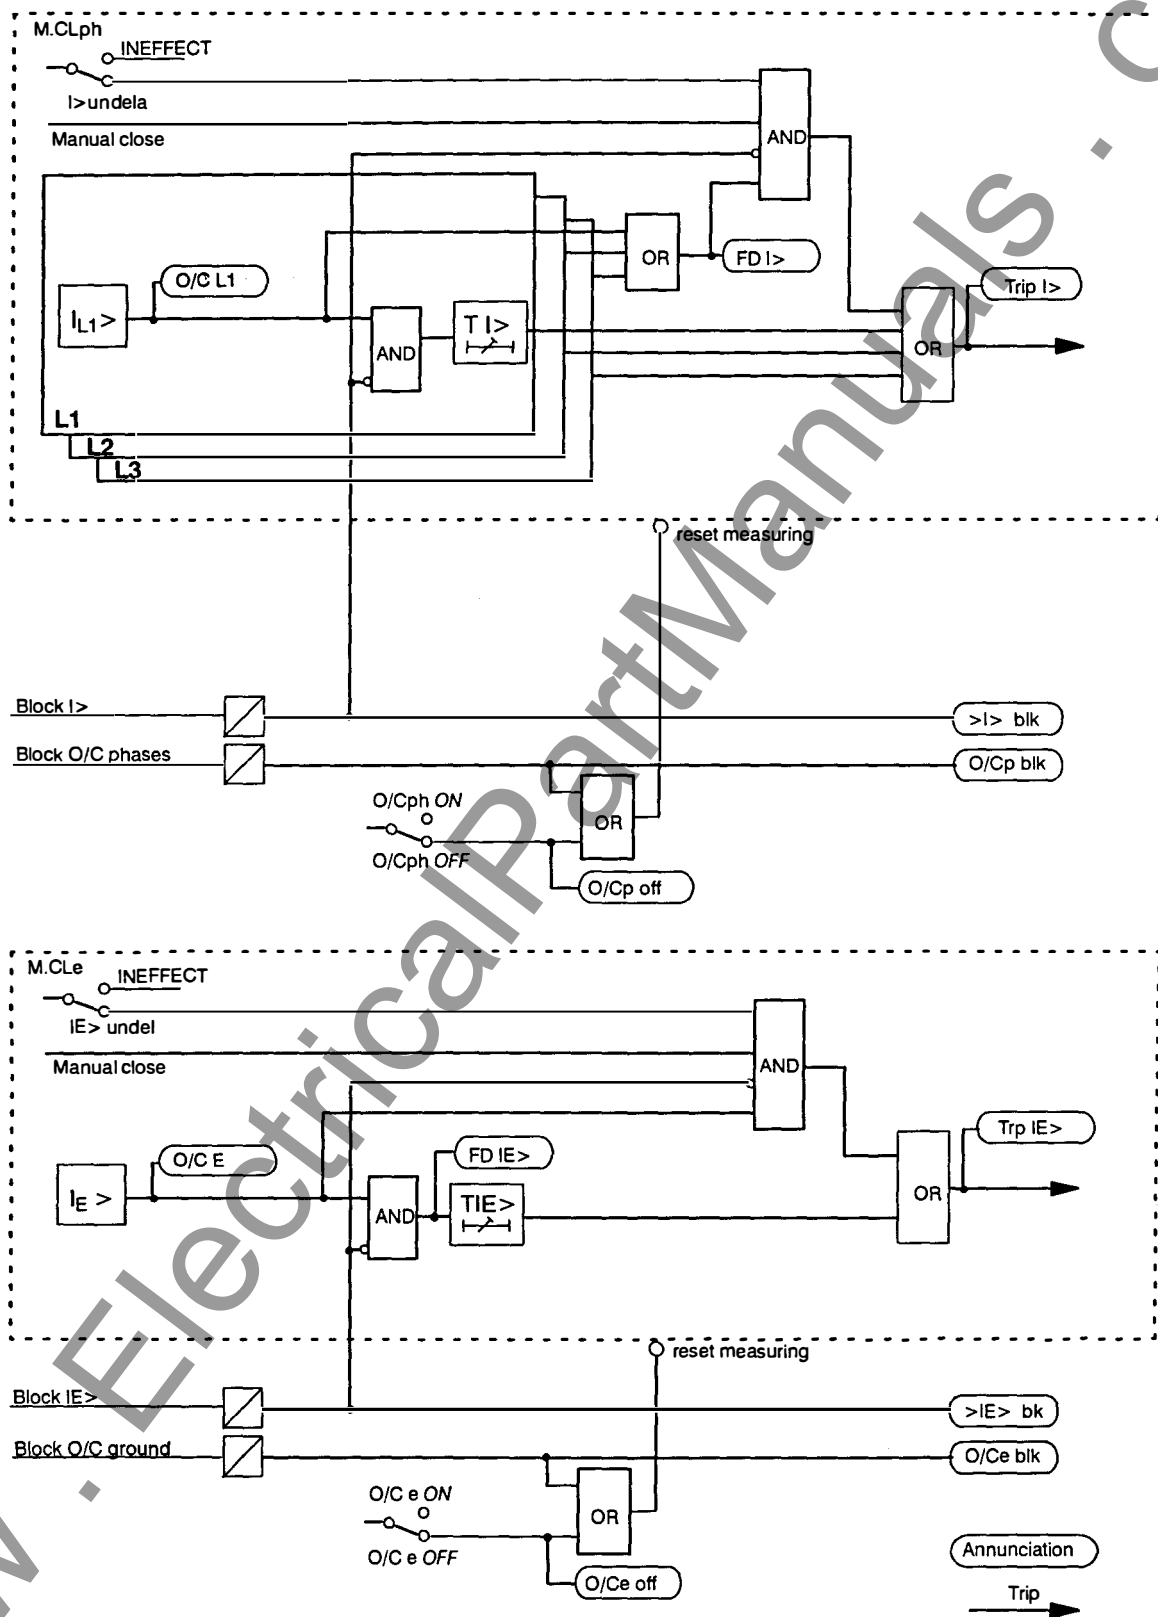 M.CLph
INEFFECT
I>undela
Manual close
AND
O/C L1
OR
FD I>
IL1>
T I>
AND
Trip I>
OR
L1
L2
L3
reset measuring
Block I>
>I> blk
Block O/C phases
O/Cp blk
O/Cph ON
OR
O/Cph OFF
O/Cp off
M.CLe
INEFFECT
IE> undel
Manual close
AND
O/C E
FD IE>
Trp IE>
IE >
AND
TIE>
OR
reset measuring
Block IE>
>IE> bk
Block O/C ground
O/Ce blk
O/C e ON
OR
O/C e OFF
O/Ce off
Annunciation
Trip
w . ElectricalPartManuals . c